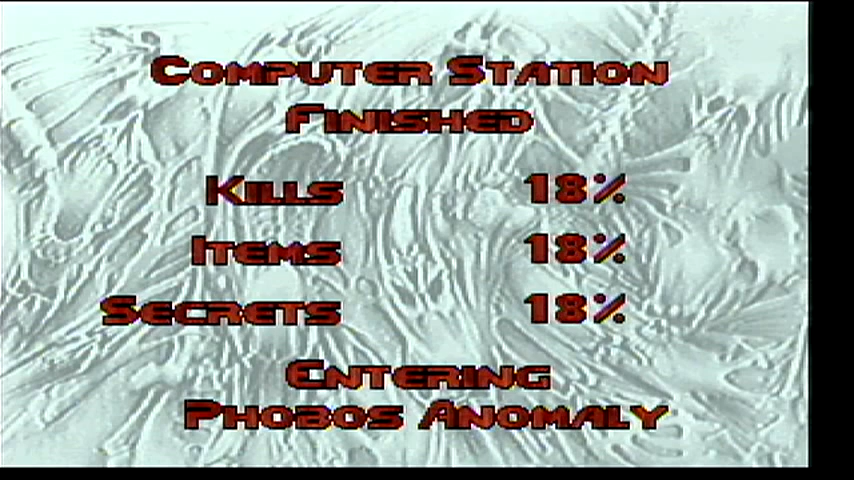 Computer Station
Finished
Kills 18%
Items 18%
Secrets 18%
Entering
Phobos Anomaly